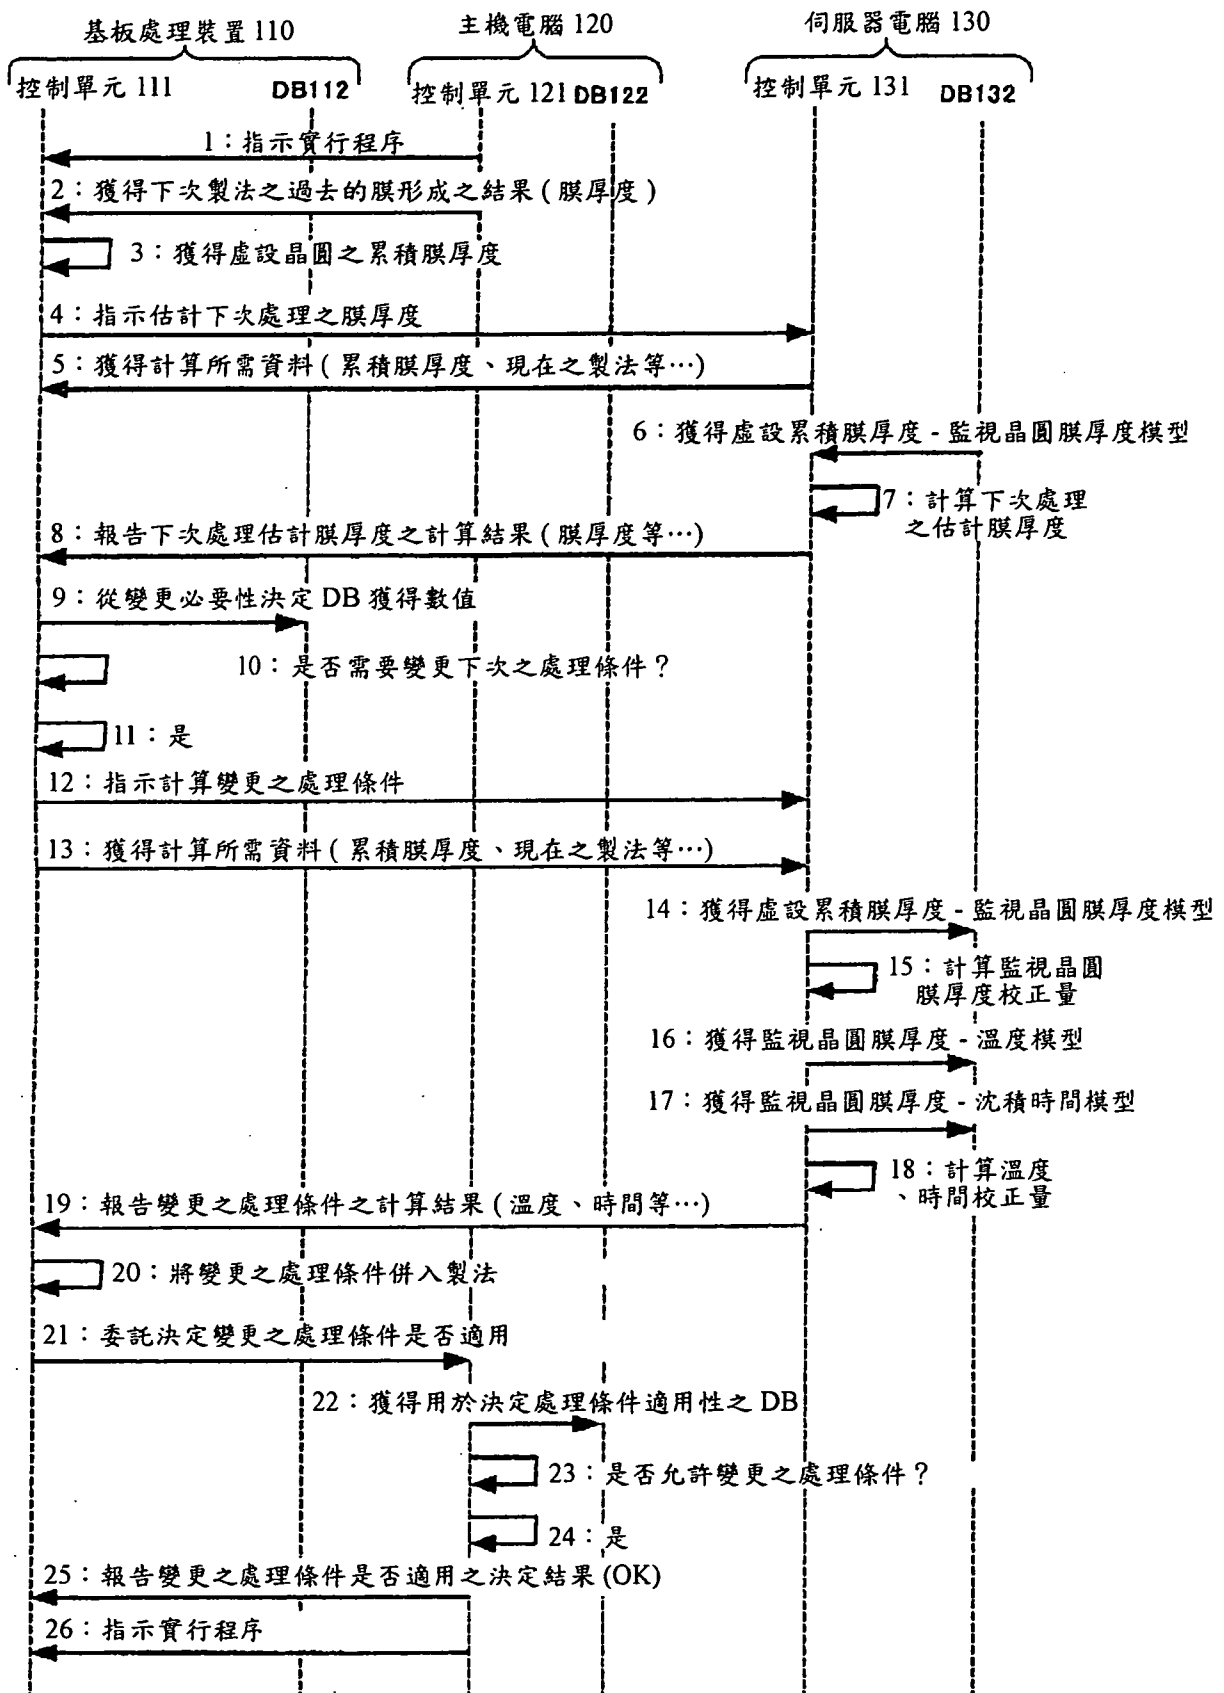 基板處理裝置 110
主機電腦 120
伺服器電腦 130
控制單元 111
DB112
控制單元 121
DB122
控制單元 131
DB132
1：指示實行程序
2：獲得下次製法之過去的膜形成之結果 ( 膜厚度 )
3：獲得虛設晶圓之累積膜厚度
4：指示估計下次處理之膜厚度
5：獲得計算所需資料 ( 累積膜厚度、現在之製法等…)
6：獲得虛設累積膜厚度 - 監視晶圓膜厚度模型
7：計算下次處理
之估計膜厚度
8：報告下次處理估計膜厚度之計算結果 ( 膜厚度等…)
9：從變更必要性決定 DB 獲得數值
10：是否需要變更下次之處理條件？
11：是
12：指示計算變更之處理條件
13：獲得計算所需資料 ( 累積膜厚度、現在之製法等…)
14：獲得虛設累積膜厚度 - 監視晶圓膜厚度模型
15：計算監視晶圓
膜厚度校正量
16：獲得監視晶圓膜厚度 - 溫度模型
17：獲得監視晶圓膜厚度 - 沈積時間模型
18：計算溫度
、時間校正量
19：報告變更之處理條件之計算結果 ( 溫度、時間等…)
20：將變更之處理條件併入製法
21：委託決定變更之處理條件是否適用
22：獲得用於決定處理條件適用性之 DB
23：是否允許變更之處理條件？
24：是
25：報告變更之處理條件是否適用之決定結果 (OK)
26：指示實行程序